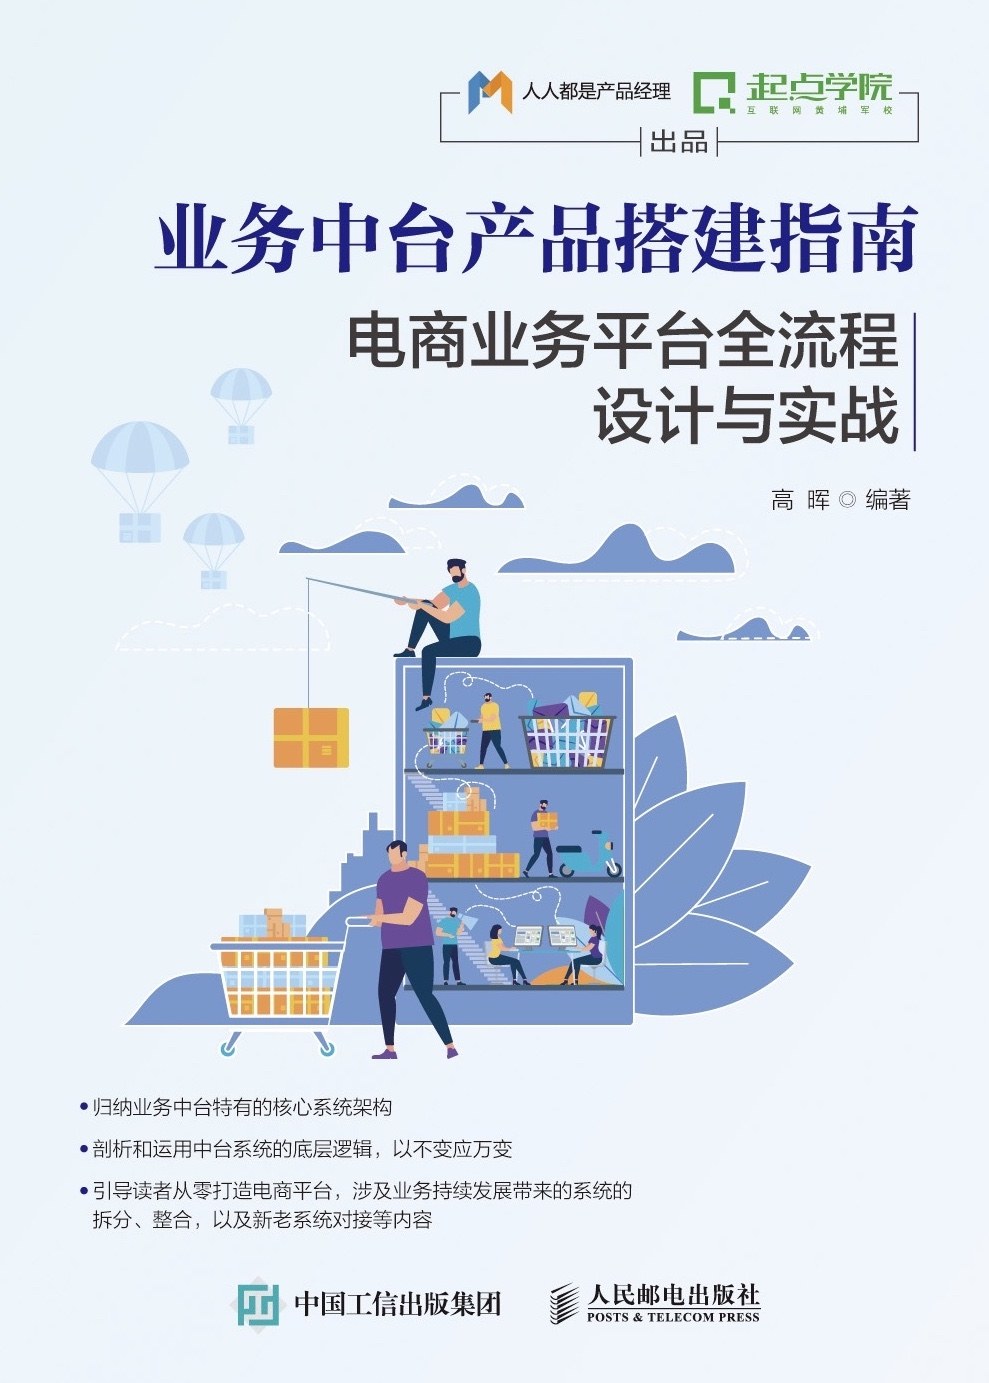 人人都是产品经理
起点学院
互联网黄埔军校
出品
业务中台产品搭建指南
电商业务平台全流程
设计与实战
高 晖◎编著
•归纳业务中台特有的核心系统架构
•剖析和运用中台系统的底层逻辑，以不变应万变
•引导读者从零打造电商平台，涉及业务持续发展带来的系统的
拆分、整合，以及新老系统对接等内容
中国工信出版集团
人民邮电出版社
POSTS & TELECOM PRESS